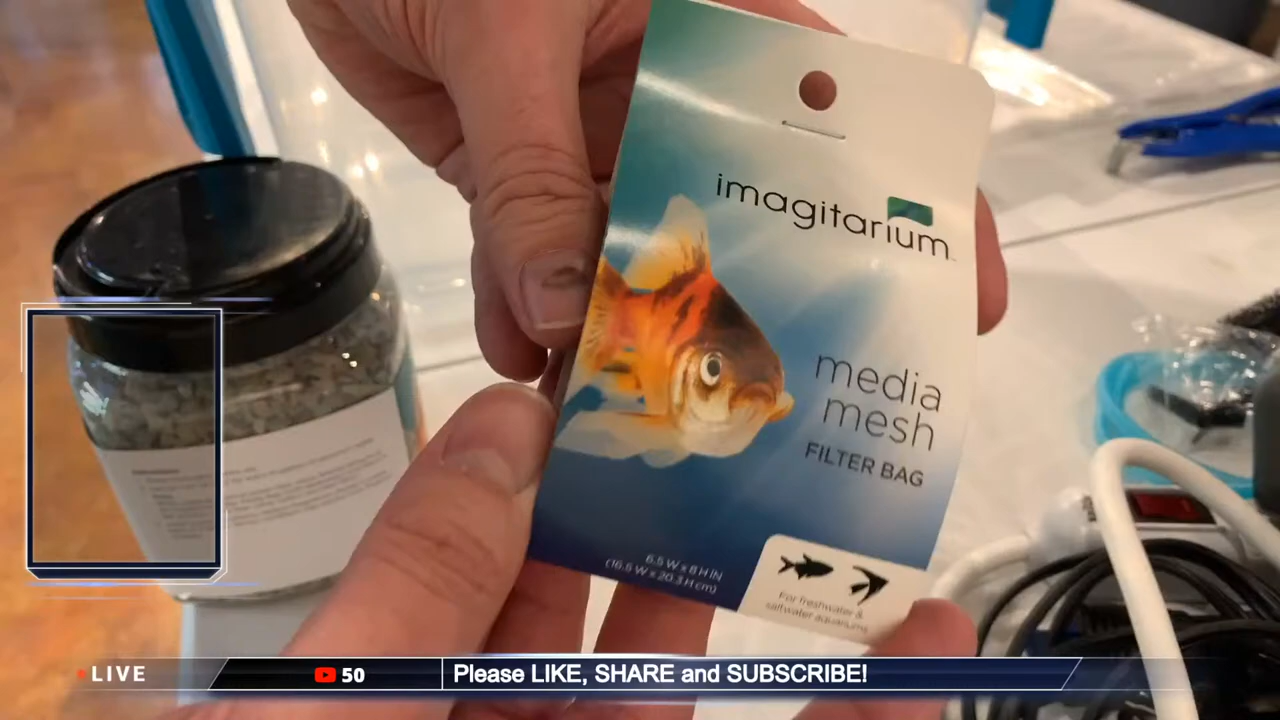 imagitarium
media
mesh
FILTER BAG
6.5 W x 8 H IN
(16.5 W x 20.3 H cm)
For freshwater &
saltwater aquariums
LIVE
50
Please LIKE, SHARE and SUBSCRIBE!